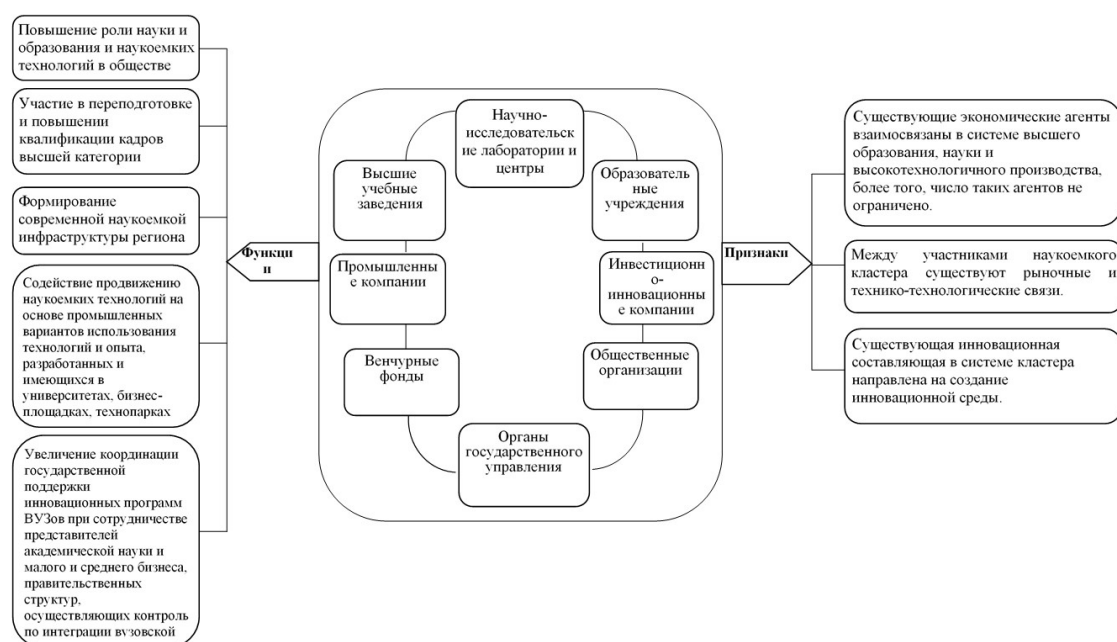 Повышение роли науки и
образования и наукоемких
технологий в обществе
Участие в переподготовке
и повышении
квалификации кадров
высшей категории
Формирование
современной наукоемкой
инфраструктуры региона
Содействие продвижению
наукоемких технологий на
основе промышленных
вариантов использования
технологий и опыта,
разработанных и
имеющихся в
университетах, бизнес-
площадках, технопарках
Увеличение координации
государственной
поддержки
инновационных программ
ВУЗов при сотрудничестве
представителей
академической науки и
малого и среднего бизнеса,
правительственных
структур,
осуществляющих контроль
по интеграции вузовской
Функци
и
Научно-
исследовательск
ие лаборатории и
центры
Высшие
учебные
заведения
Образователь
ные
учреждения
Промышленны
е компании
Инвестиционн
о-инновационны
е компании
Венчурные
фонды
Общественные
организации
Органы
государственного
управления
Признаки
Существующие экономические агенты
взаимосвязаны в системе высшего
образования, науки и
высокотехнологичного производства,
более того, число таких агентов не
ограничено.
Между участниками наукоемкого
кластера существуют рыночные и
технико-технологические связи.
Существующая инновационная
составляющая в системе кластера
направлена на создание
инновационной среды.